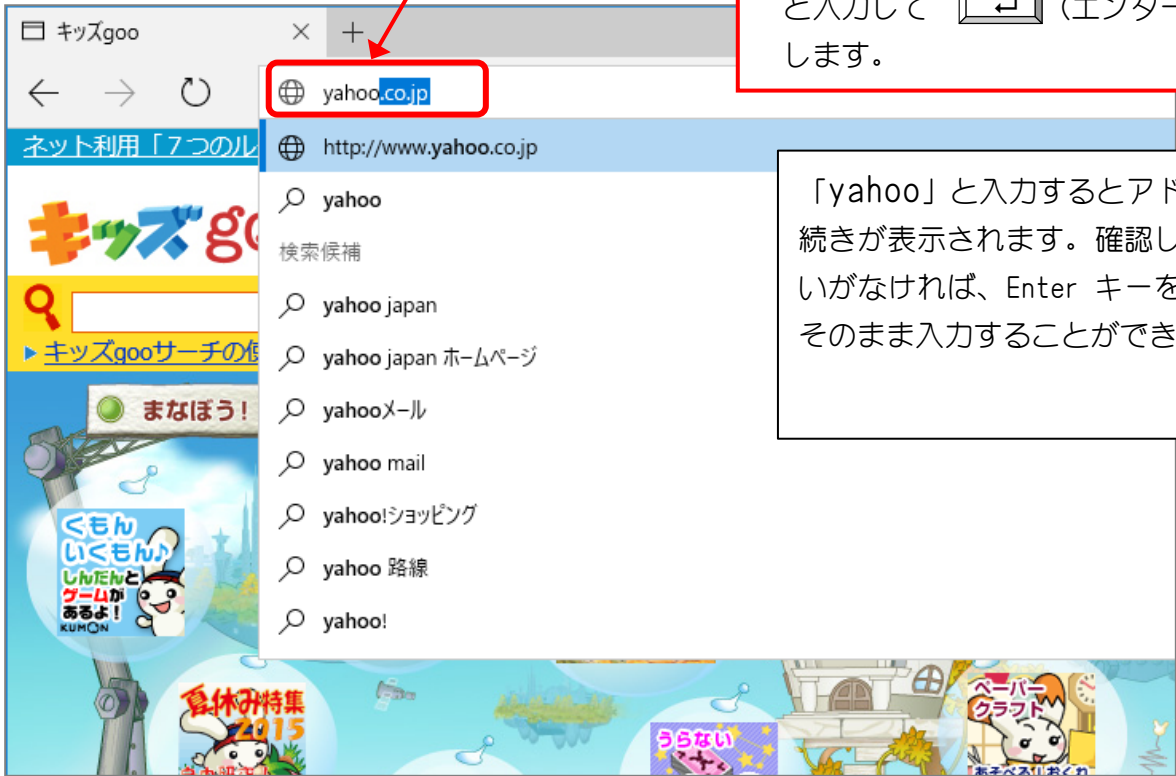 と入力して (エンター
します。
キッズgoo
yahoo.co.jp
ネット利用「7つのル
http://www.yahoo.co.jp
yahoo
検索候補
yahoo japan
yahoo japan ホームページ
yahooメール
yahoo mail
yahoo!ショッピング
yahoo 路線
yahoo!
「yahoo」と入力するとアド
続きが表示されます。確認し
いがなければ、Enter キーを
そのまま入力することができ
キッズgo
キッズgooサーチの使
まなぼう!
くもん
いくもん♪
しんだんと
ゲームが
あるよ!
KUMON
夏休み特集
2015
うらない
ペーパー
クラフト